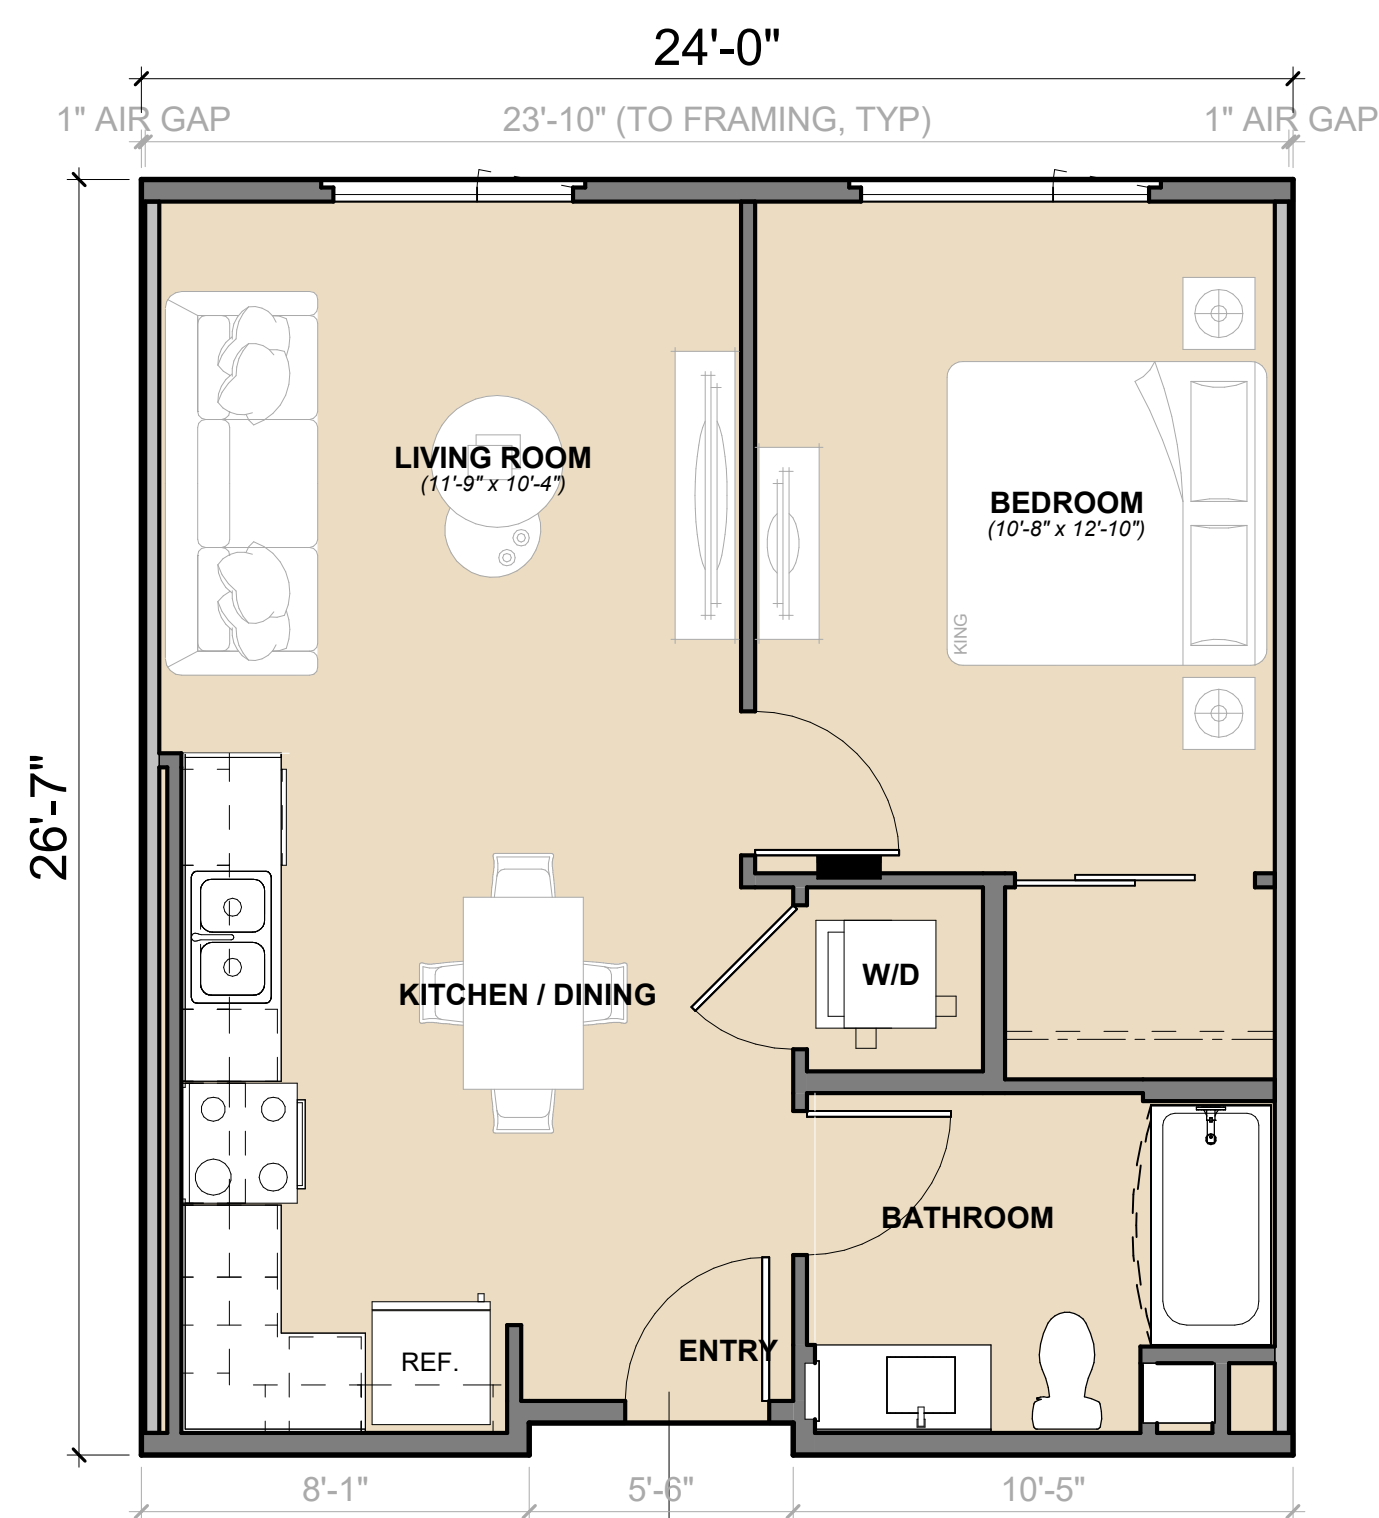 24'-0"
1" AIR GAP
23'-10" (TO FRAMING, TYP)
1" AIR GAP
26'-7"
LIVING ROOM
(11'-9" x 10'-4")
BEDROOM
(10'-8" x 12'-10")
KING
W/D
KITCHEN / DINING
BATHROOM
ENTRY
REF.
8'-1"
5'-6"
10'-5"